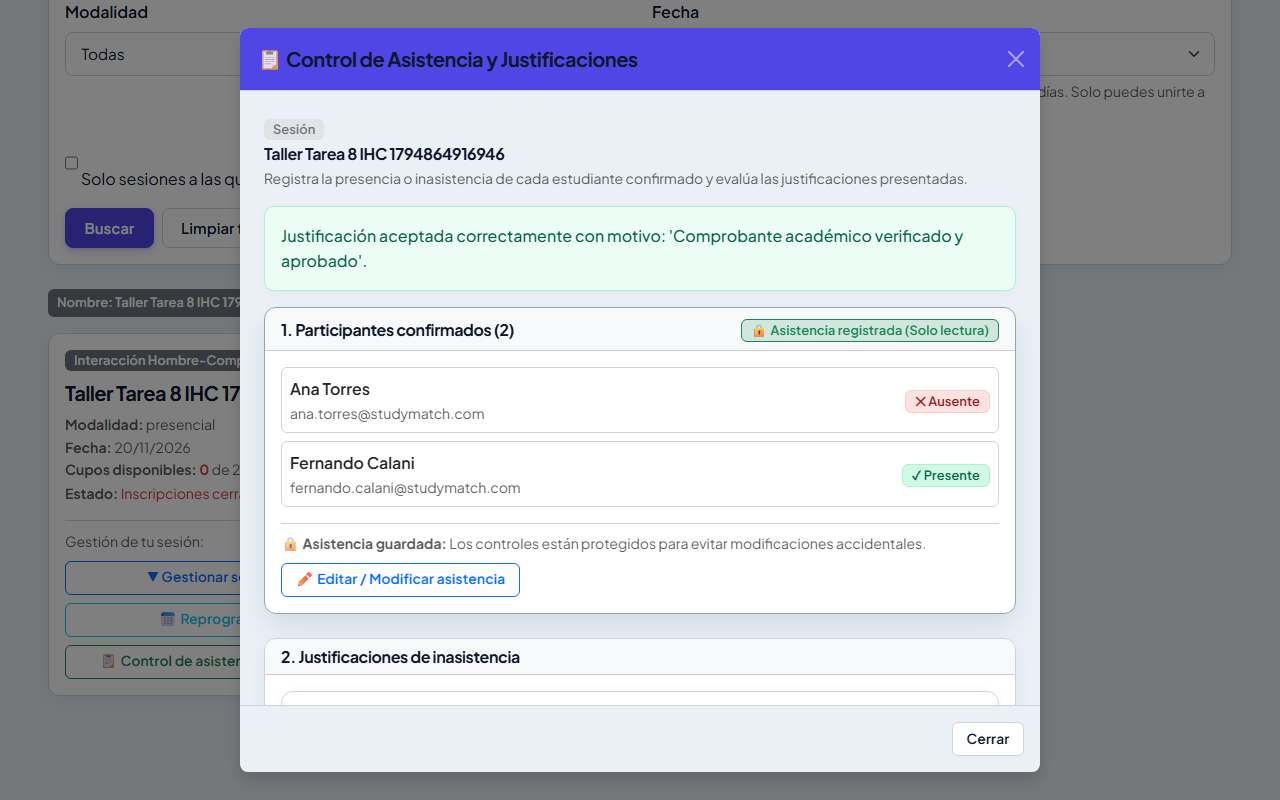 Modalidad
Fecha
Todas
días. Solo puedes unirte a
Solo sesiones a las qu
Buscar
Limpiar f
Nombre: Taller Tarea 8 IHC 179
Interacción Hombre-Comp
Taller Tarea 8 IHC 17
Modalidad: presencial
Fecha: 20/11/2026
Cupos disponibles: 0 de 2
Estado: Inscripciones cerra
Gestión de tu sesión:
▼ Gestionar se
Reprogra
Control de asisten
Control de Asistencia y Justificaciones
Sesión
Taller Tarea 8 IHC 1794864916946
Registra la presencia o inasistencia de cada estudiante confirmado y evalúa las justificaciones presentadas.
Justificación aceptada correctamente con motivo: 'Comprobante académico verificado y
aprobado'.
1. Participantes confirmados (2)
Asistencia registrada (Solo lectura)
Ana Torres
ana.torres@studymatch.com
✕ Ausente
Fernando Calani
fernando.calani@studymatch.com
✓ Presente
Asistencia guardada: Los controles están protegidos para evitar modificaciones accidentales.
Editar / Modificar asistencia
2. Justificaciones de inasistencia
Cerrar